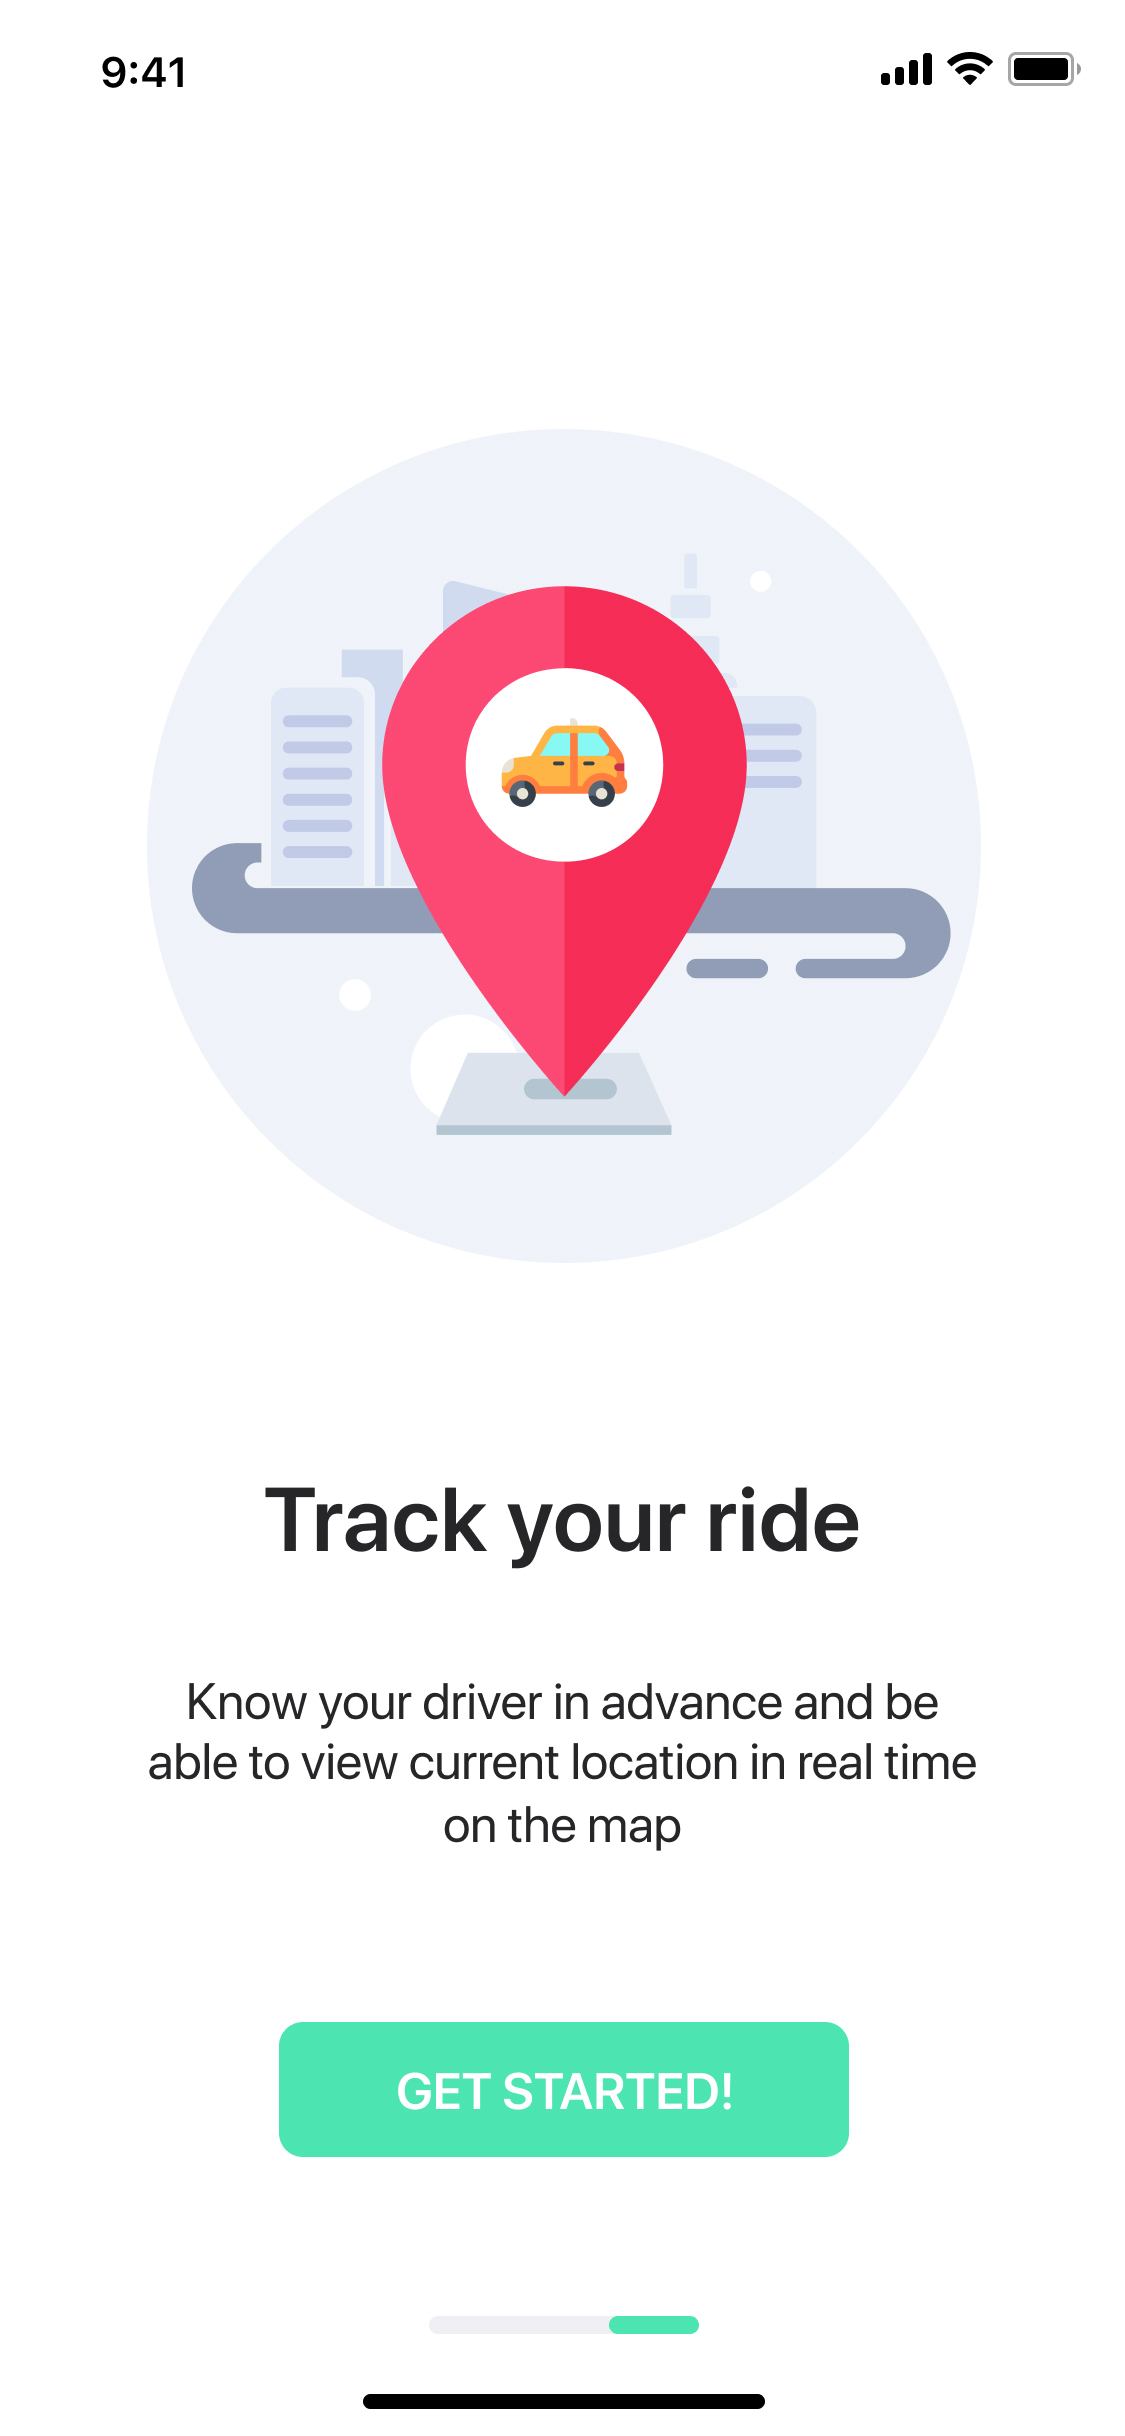 9:41
Track your ride
Know your driver in advance and be
able to view current location in real time
on the map
GET STARTED!